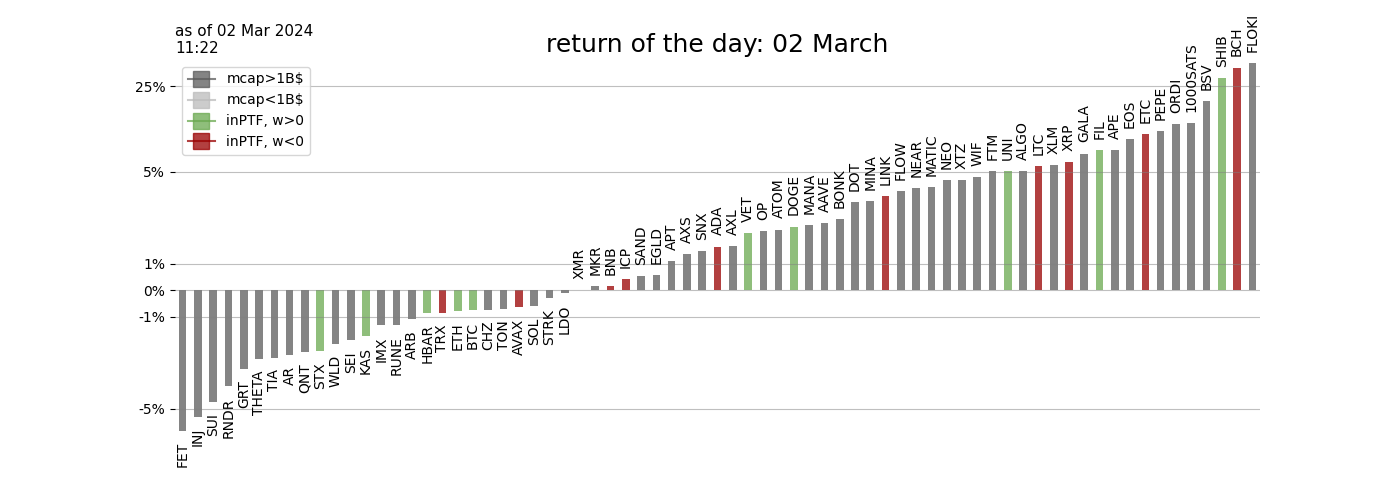 as of 02 Mar 2024
11:22
return of the day: 02 March
mcap>1B$
mcap<1B$
inPTF, w>0
inPTF, w<0
25%
5%
1%
0%
-1%
-5%
FET
INJ
SUI
RNDR
GRT
THETA
TIA
AR
QNT
STX
WLD
SEI
KAS
IMX
RUNE
ARB
HBAR
TRX
ETH
BTC
CHZ
TON
AVAX
SOL
STRK
LDO
XMR
MKR
BNB
ICP
SAND
EGLD
APT
AXS
SNX
ADA
AXL
VET
OP
ATOM
DOGE
MANA
AAVE
BONK
DOT
MINA
LINK
FLOW
NEAR
MATIC
NEO
XTZ
WIF
FTM
UNI
ALGO
LTC
XLM
XRP
GALA
FIL
APE
EOS
ETC
PEPE
ORDI
1000SATS
BSV
SHIB
BCH
FLOKI